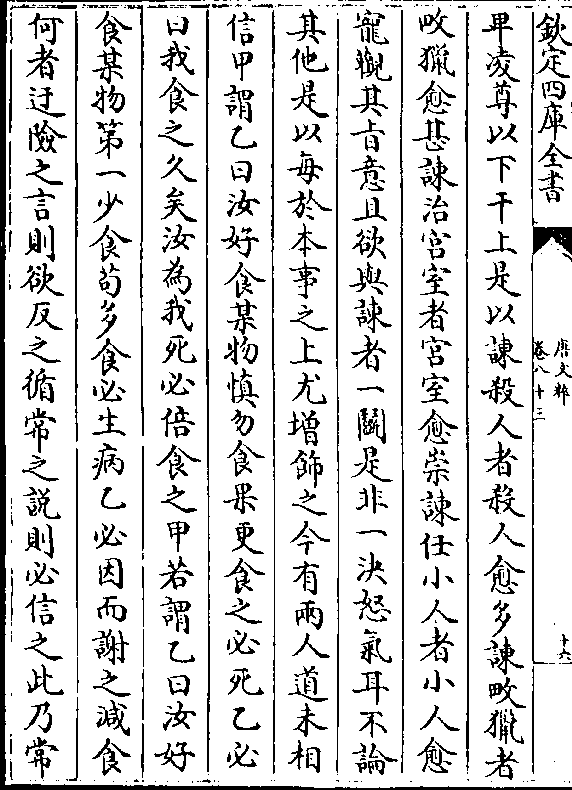 欽定四庫全書
唐文粹
卷八十三
十六
卑凌尊以下干上是以諌殺人者殺人愈多諌畋獵者
畋獵愈甚諌治宫室者宫室愈崇諌任小人者小人愈
寵觀其旨意且欲與諌者一鬭是非一決怒氣耳不論
其他是以每於本事之上尤增飾之今有兩人道未相
信甲謂乙曰汝好食某物慎勿食果更食之必死乙必
曰我食之久矣汝為我死必倍食之甲若謂乙曰汝好
食某物第一少食苟多食必生病乙必因而謝之減食
何者迂險之言則欲反之循常之説則必信之此乃常